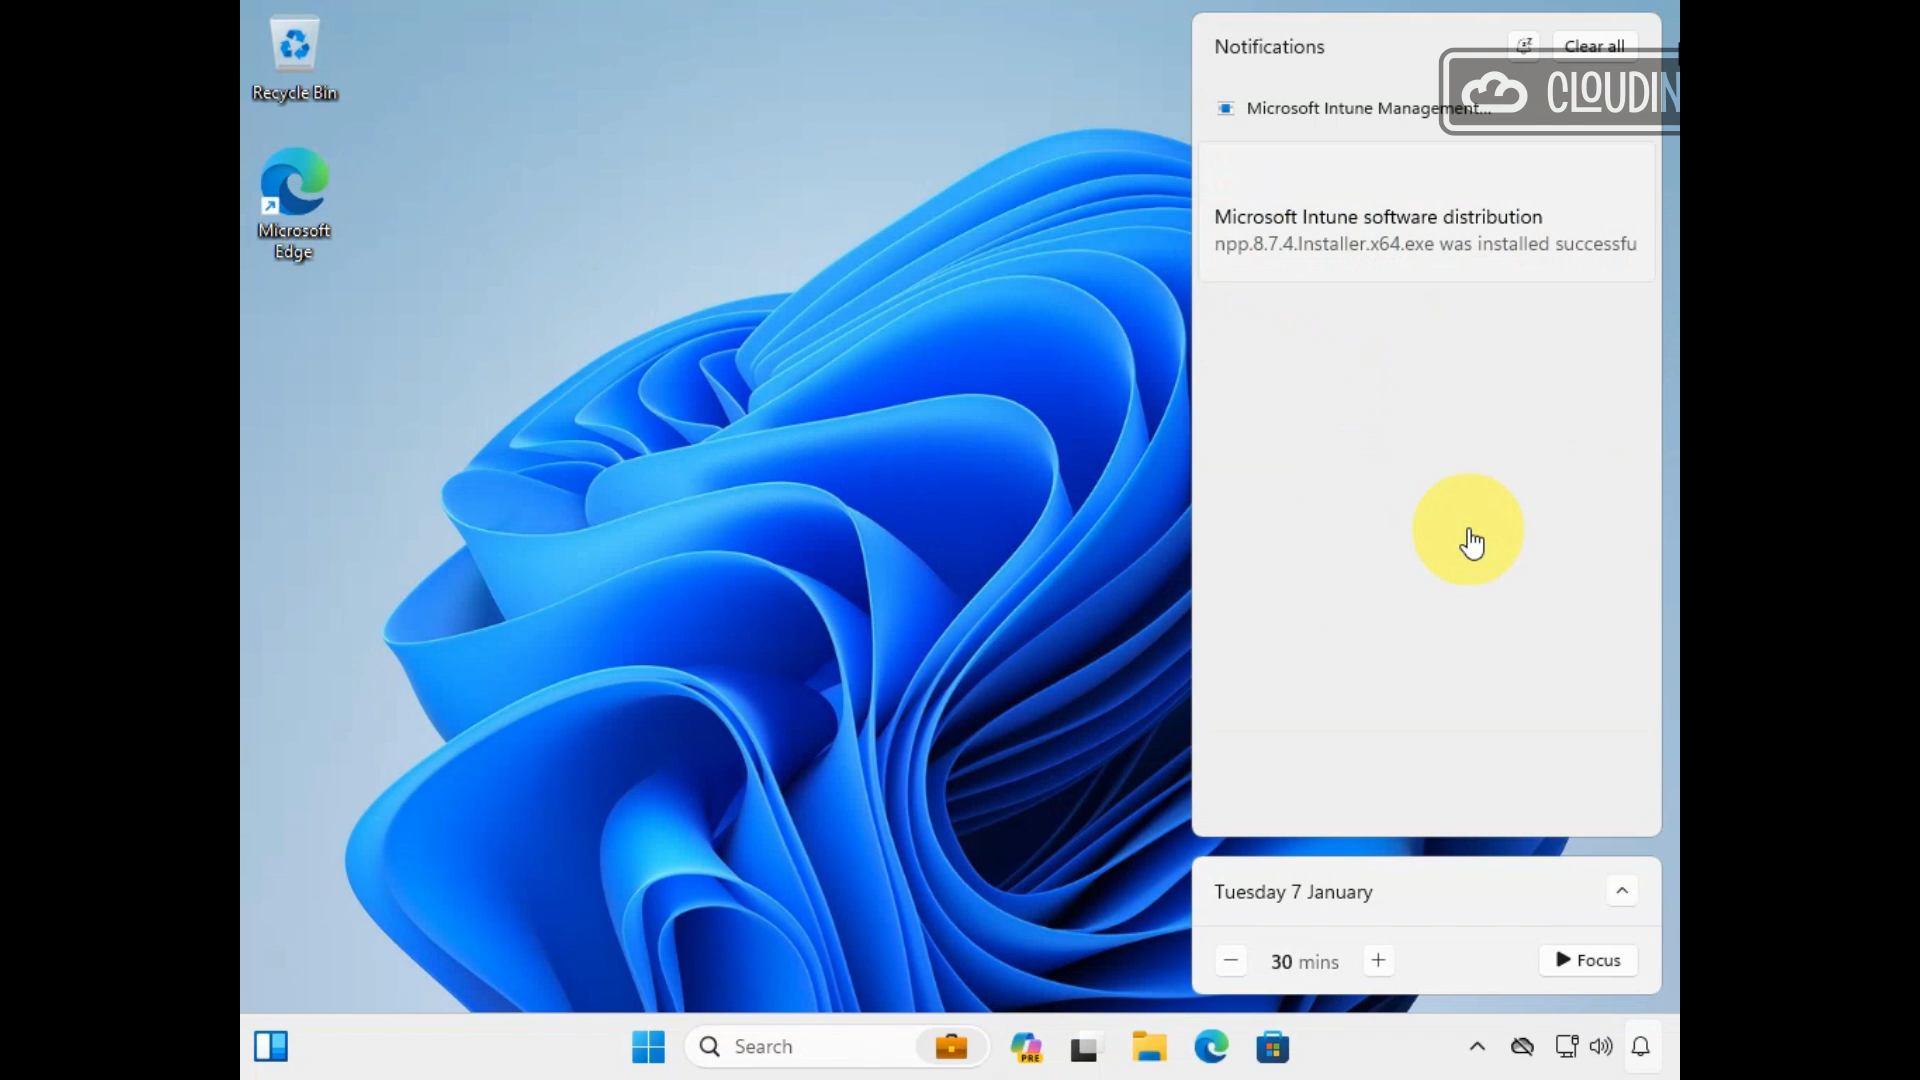 Recycle Bin
Microsoft
Edge
Notifications
Clear all
CLOUDIN
Microsoft Intune Management...
Microsoft Intune software distribution
npp.8.7.4.Installer.x64.exe was installed successfu
Tuesday 7 January
30 mins
Focus
Search
PRE